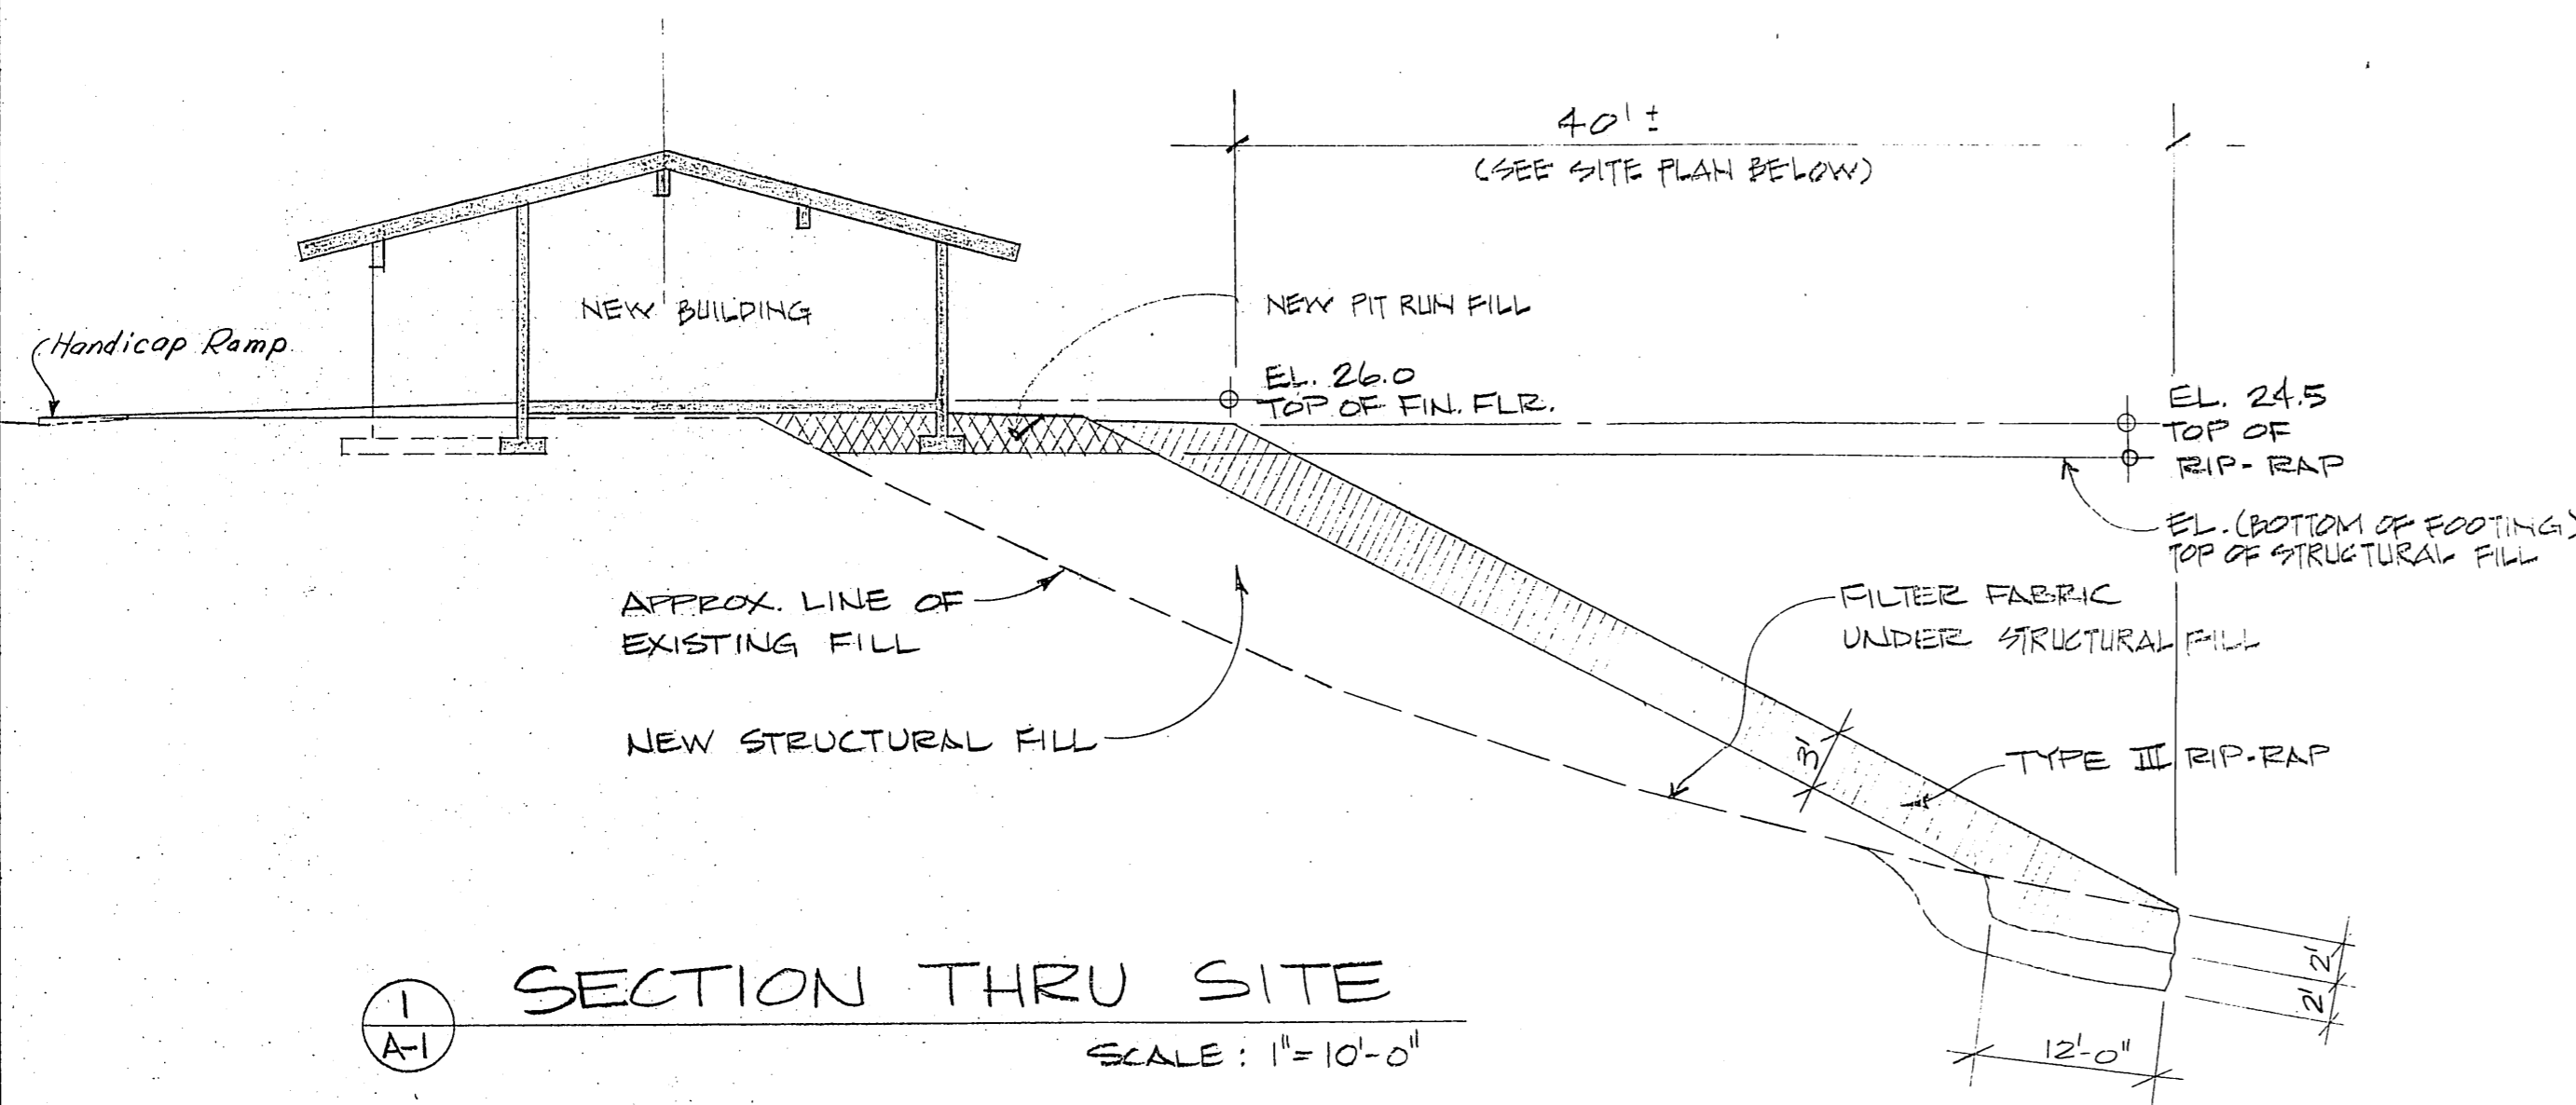 40' ±
(SEE SITE PLAN BELOW)
NEW BUILDING
NEW PIT RUN FILL
Handicap Ramp
EL. 26.0
TOP OF FIN. FLR.
EL. 24.5
TOP OF
RIP-RAP
EL. (BOTTOM OF FOOTING)
TOP OF STRUCTURAL FILL
APPROX. LINE OF
EXISTING FILL
FILTER FABRIC
UNDER STRUCTURAL FILL
NEW STRUCTURAL FILL
3'
TYPE III RIP-RAP
2'
2'
12'-0"
1
A-1
SECTION THRU SITE
SCALE: 1"=10'-0"